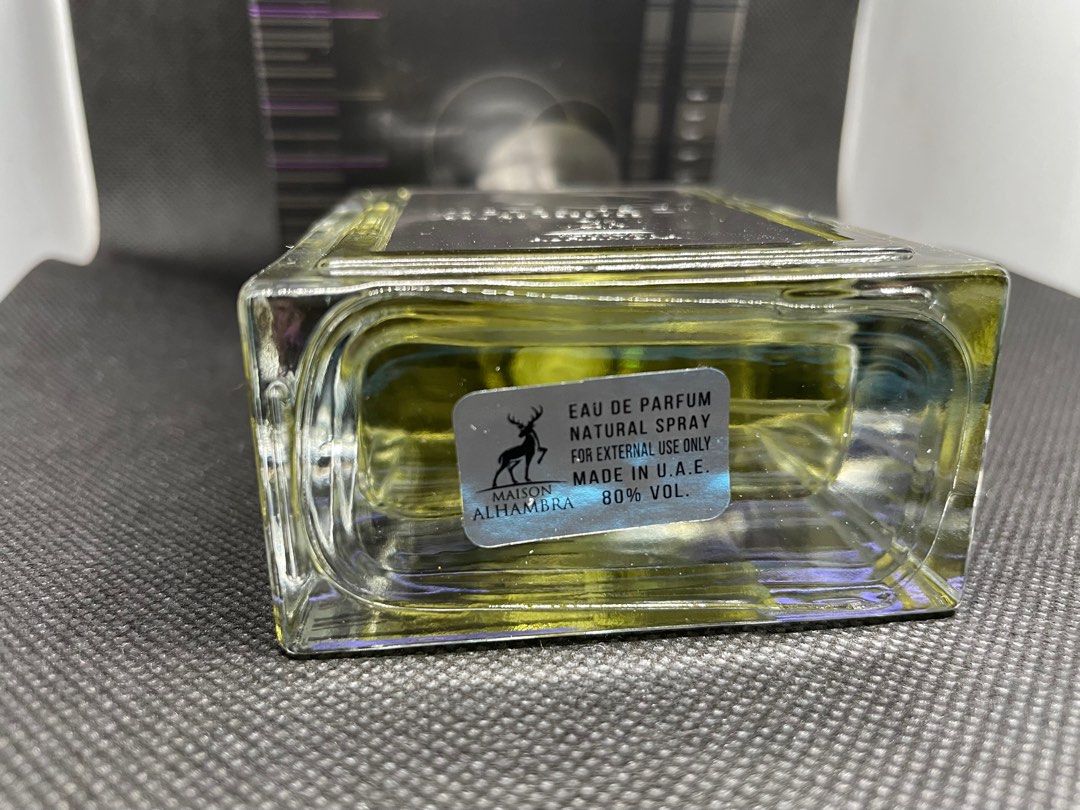 EAU DE PARFUM
NATURAL SPRAY
FOR EXTERNAL USE ONLY
MADE IN U.A.E.
80% VOL.
MAISON
ALHAMBRA